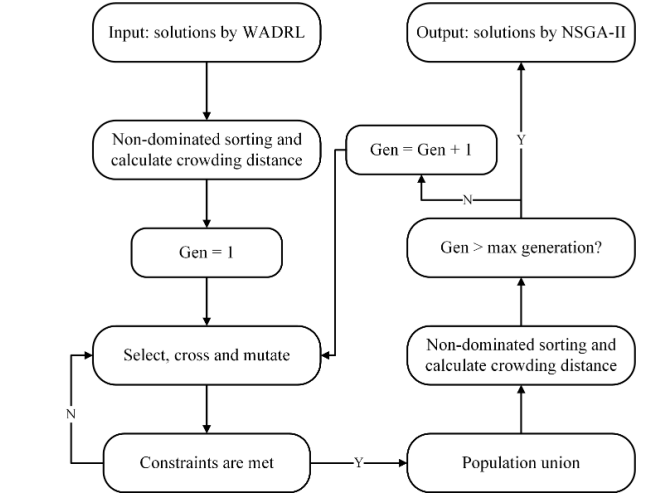 Input: solutions by WADRL
Non-dominated sorting and
calculate crowding distance
Gen = 1
Select, cross and mutate
N
Constraints are met
Y
Population union
Non-dominated sorting and
calculate crowding distance
Gen > max generation?
N
Gen = Gen + 1
Y
Output: solutions by NSGA-II